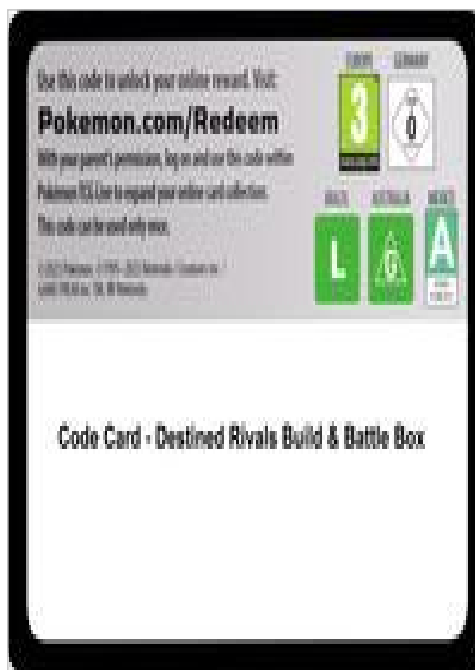 Use this code to unlock your online reward. Visit:
Pokemon.com/Redeem
With your parent's permission, log on and use this code within
Pokémon TCG Live to expand your online card collection.
This code can be used only once.
EUROPE GERMANY
3
0
BRAZIL AUSTRALIA MEXICO
L
G
A
Code Card - Destined Rivals Build & Battle Box